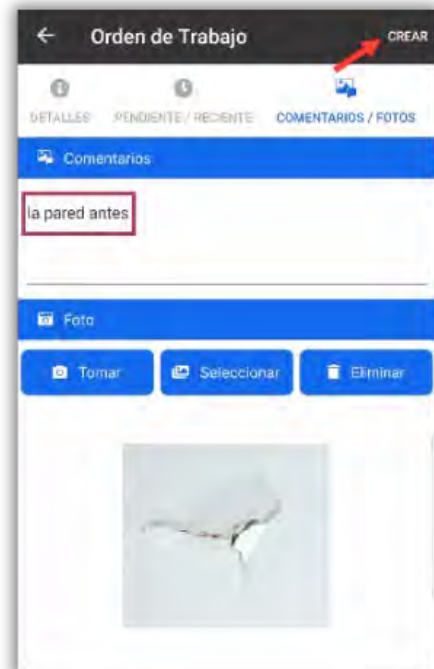 Orden de Trabajo
CREAR
DETALLES
PENDIENTE / RECIENTE
COMENTARIOS / FOTOS
Comentarios
la pared antes
Foto
Tomar
Seleccionar
Eliminar